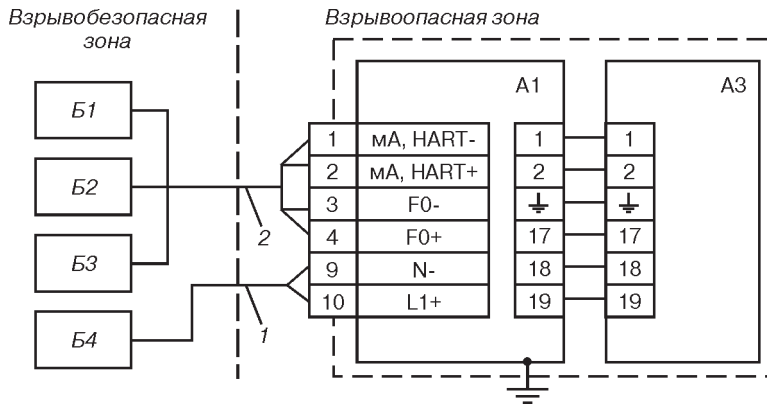 Взрывобезопасная
зона
Взрывоопасная зона
Б1
Б2
Б3
Б4
2
1
А1
А3
1 мА, HART-
2 мА, HART+
3 F0-
4 F0+
9 N-
10 L1+
1 1
2 2
17 17
18 18
19 19